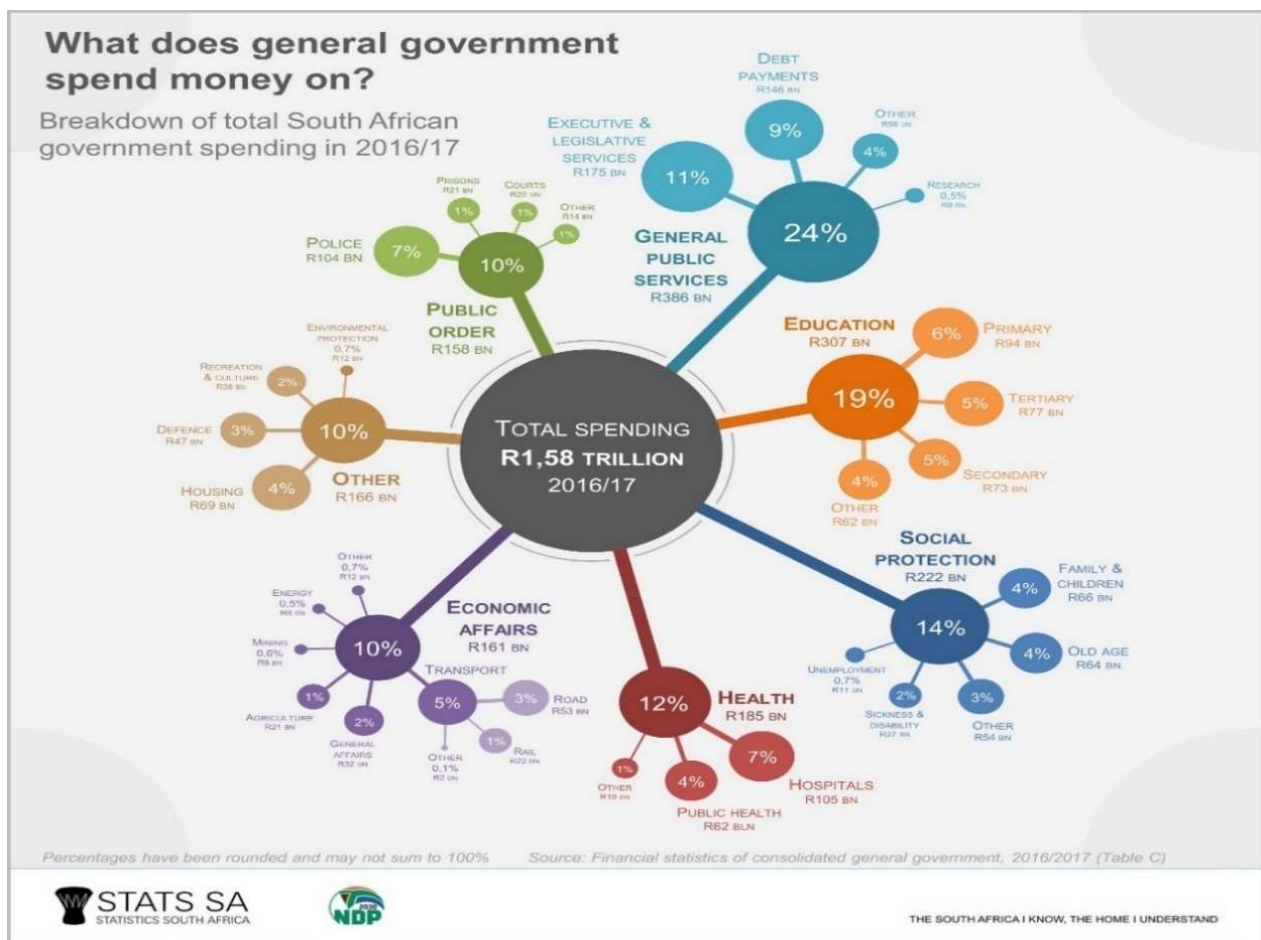 What does general government
spend money on?
Breakdown of total South African
government spending in 2016/17
DEBT
PAYMENTS
R146 BN
9%
EXECUTIVE &
LEGISLATIVE
SERVICES
R175 BN
11%
OTHER
R56 BN
4%
RESEARCH
0,5%
24%
GENERAL
PUBLIC
SERVICES
R386 BN
PRISONS
R21 BN
1%
COURTS
R20 BN
1%
OTHER
R14 BN
1%
POLICE
R104 BN
7%
10%
PUBLIC
ORDER
R158 BN
EDUCATION
R307 BN
19%
6%
PRIMARY
R94 BN
5%
TERTIARY
R77 BN
5%
SECONDARY
R73 BN
4%
OTHER
R62 BN
ENVIRONMENTAL
PROTECTION
0,7%
R12 BN
RECREATION
& CULTURE
R38 BN
2%
DEFENCE
R47 BN
3%
HOUSING
R69 BN
4%
10%
OTHER
R166 BN
TOTAL SPENDING
R1,58 TRILLION
2016/17
SOCIAL
PROTECTION
R222 BN
14%
4%
FAMILY &
CHILDREN
R66 BN
4%
OLD AGE
R64 BN
3%
OTHER
R54 BN
2%
SICKNESS &
DISABILITY
R27 BN
UNEMPLOYMENT
0,7%
R11 BN
OTHER
0,7%
R12 BN
ENERGY
0,5%
MINING
0,6%
1%
AGRICULTURE
R21 BN
2%
GENERAL
AFFAIRS
R32 BN
10%
ECONOMIC
AFFAIRS
R161 BN
TRANSPORT
5%
3%
ROAD
R53 BN
1%
RAIL
R22 BN
OTHER
0,1%
R2 BN
12%
HEALTH
R185 BN
7%
HOSPITALS
R105 BN
4%
PUBLIC HEALTH
R62 BLN
1%
OTHER
Percentages have been rounded and may not sum to 100%
Source: Financial statistics of consolidated general government, 2016/2017 (Table C)
STATS SA
STATISTICS SOUTH AFRICA
2030
NDP
THE SOUTH AFRICA I KNOW, THE HOME I UNDERSTAND